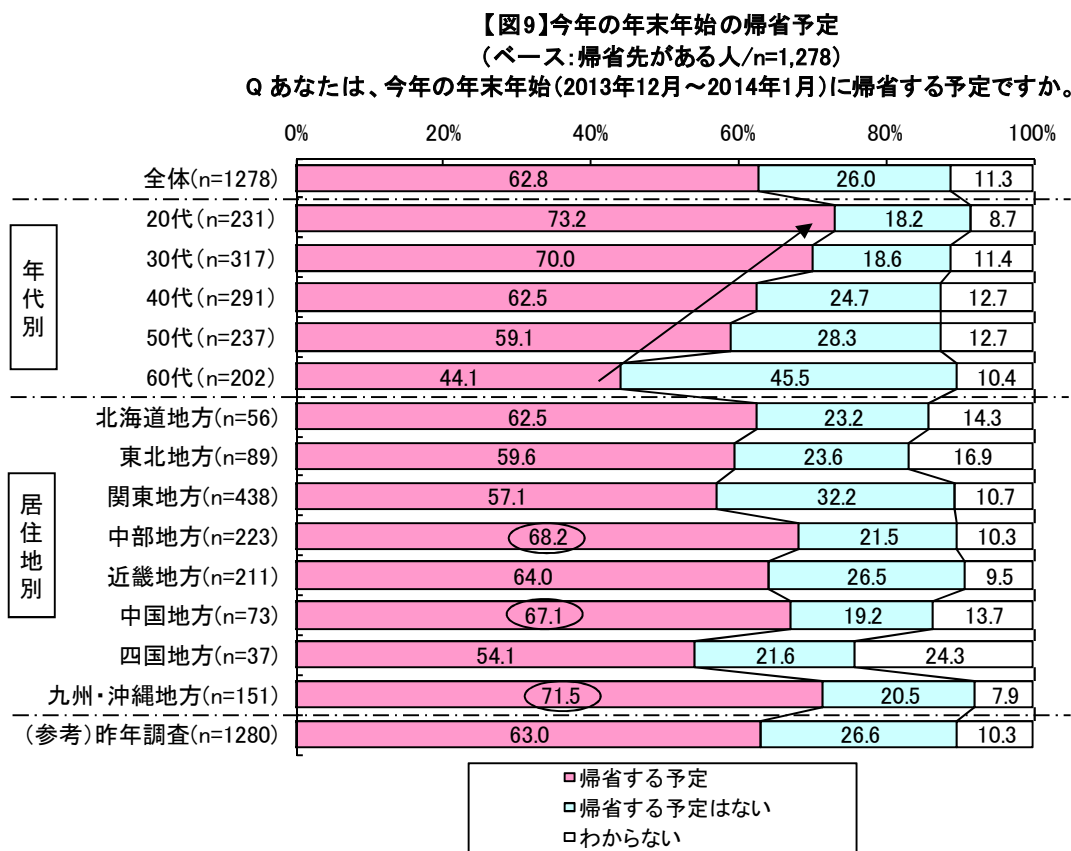 【図9】今年の年末年始の帰省予定
(ベース:帰省先がある人/n=1,278)
Q あなたは、今年の年末年始(2013年12月～2014年1月)に帰省する予定ですか。
0% 20% 40% 60% 80% 100%
全体(n=1278) 62.8 26.0 11.3
年代別
20代(n=231) 73.2 18.2 8.7
30代(n=317) 70.0 18.6 11.4
40代(n=291) 62.5 24.7 12.7
50代(n=237) 59.1 28.3 12.7
60代(n=202) 44.1 45.5 10.4
居住地別
北海道地方(n=56) 62.5 23.2 14.3
東北地方(n=89) 59.6 23.6 16.9
関東地方(n=438) 57.1 32.2 10.7
中部地方(n=223) 68.2 21.5 10.3
近畿地方(n=211) 64.0 26.5 9.5
中国地方(n=73) 67.1 19.2 13.7
四国地方(n=37) 54.1 21.6 24.3
九州・沖縄地方(n=151) 71.5 20.5 7.9
(参考)昨年調査(n=1280) 63.0 26.6 10.3
帰省する予定
帰省する予定はない
わからない